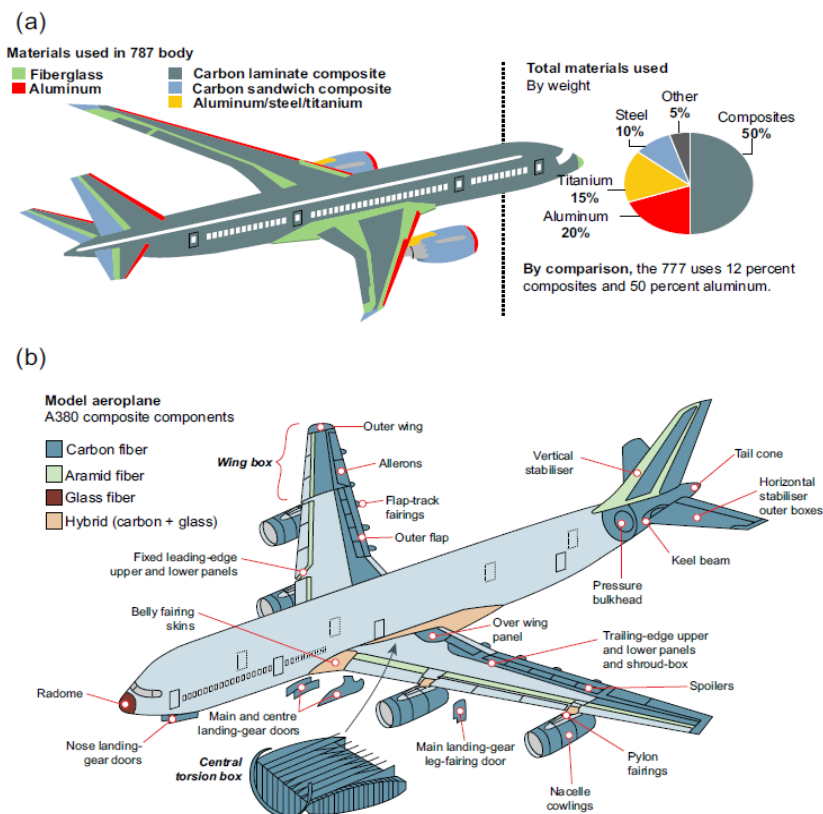 (a)
Materials used in 787 body
Fiberglass
Aluminum
Carbon laminate composite
Carbon sandwich composite
Aluminum/steel/titanium
Total materials used
By weight
Other
5%
Steel
10%
Composites
50%
Titanium
15%
Aluminum
20%
By comparison, the 777 uses 12 percent
composites and 50 percent aluminum.
(b)
Model aeroplane
A380 composite components
Carbon fiber
Aramid fiber
Glass fiber
Hybrid (carbon + glass)
Wing box
Outer wing
Allerons
Flap-track
fairings
Outer flap
Fixed leading-edge
upper and lower panels
Belly fairing
skins
Radome
Nose landing-
gear doors
Main and centre
landing-gear doors
Central
torsion box
Vertical
stabiliser
Tail cone
Horizontal
stabiliser
outer boxes
Keel beam
Pressure
bulkhead
Over wing
panel
Trailing-edge upper
and lower panels
and shroud-box
Spoilers
Main landing-gear
leg-fairing door
Pylon
fairings
Nacelle
cowlings